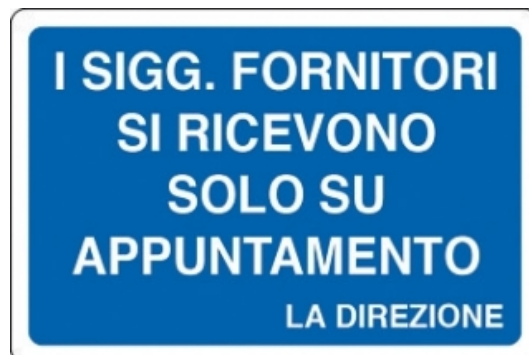 I SIGG. FORNITORI
SI RICEVONO
SOLO SU
APPUNTAMENTO
LA DIREZIONE